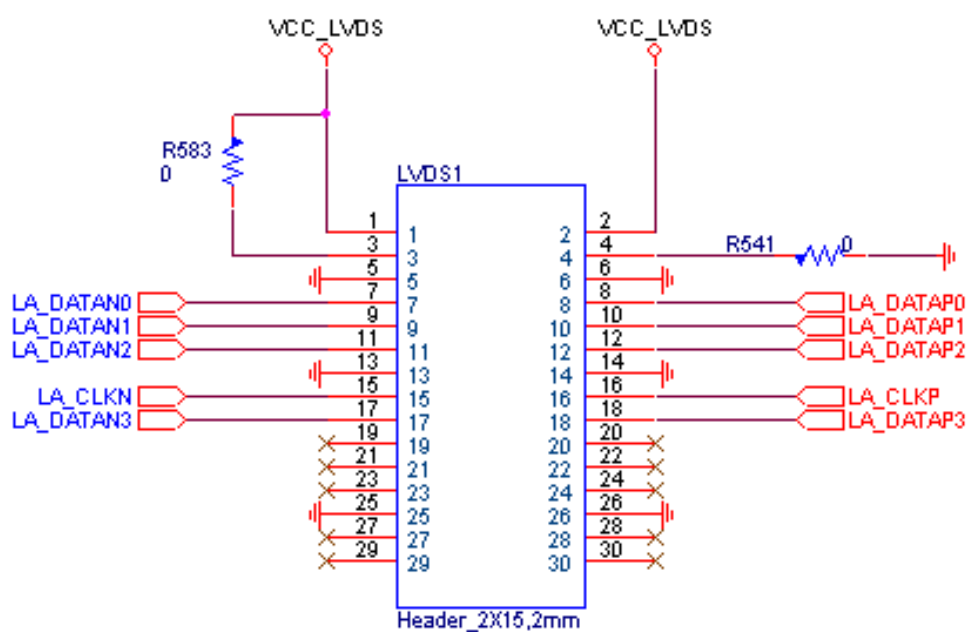 VCC_LVDS VCC_LVDS
R583
0
LVDS1
1 1 2 2
3 3 4 4 R541 0
5 5 6 6
LA_DATAN0 7 7 8 8 LA_DATAP0
LA_DATAN1 9 9 10 10 LA_DATAP1
LA_DATAN2 11 11 12 12 LA_DATAP2
13 13 14 14
LA_CLKN 15 15 16 16 LA_CLKP
LA_DATAN3 17 17 18 18 LA_DATAP3
19 19 20 20
21 21 22 22
23 23 24 24
25 25 26 26
27 27 28 28
29 29 30 30
Header_2X15,2mm